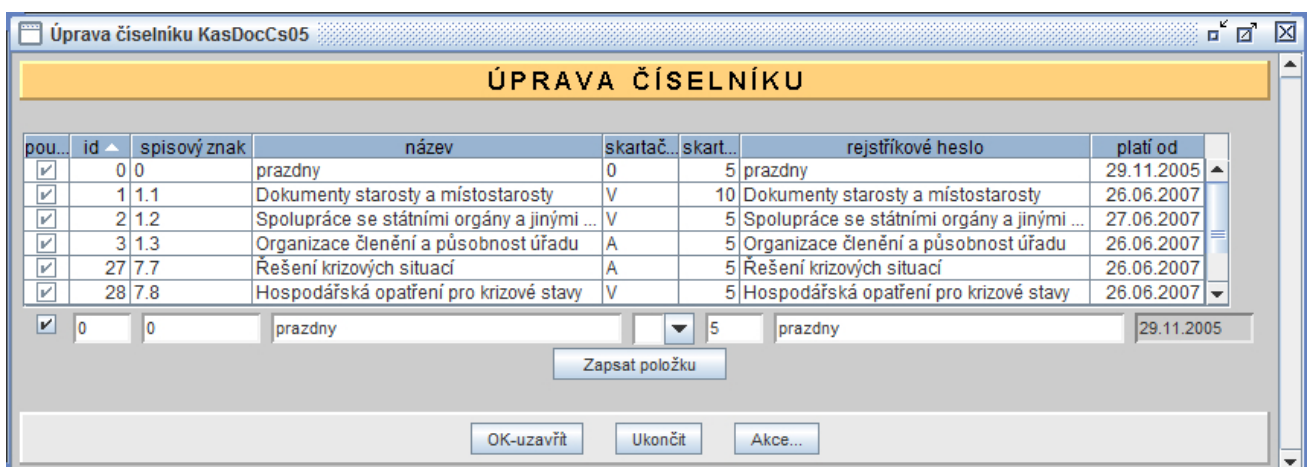 Úprava číselníku KasDocCs05
ÚPRAVA ČÍSELNÍKU
pou... id spisový znak název skartač... skart... rejstříkové heslo platí od
0 0 prazdny 0 5 prazdny 29.11.2005
1 1.1 Dokumenty starosty a místostarosty V 10 Dokumenty starosty a místostarosty 26.06.2007
2 1.2 Spolupráce se státními orgány a jinými ... V 5 Spolupráce se státními orgány a jinými ... 27.06.2007
3 1.3 Organizace členění a působnost úřadu A 5 Organizace členění a působnost úřadu 26.06.2007
27 7.7 Řešení krizových situací A 5 Řešení krizových situací 26.06.2007
28 7.8 Hospodářská opatření pro krizové stavy V 5 Hospodářská opatření pro krizové stavy 26.06.2007
0 0 prazdny 5 prazdny 29.11.2005
Zapsat položku
OK-uzavřít Ukončit Akce...